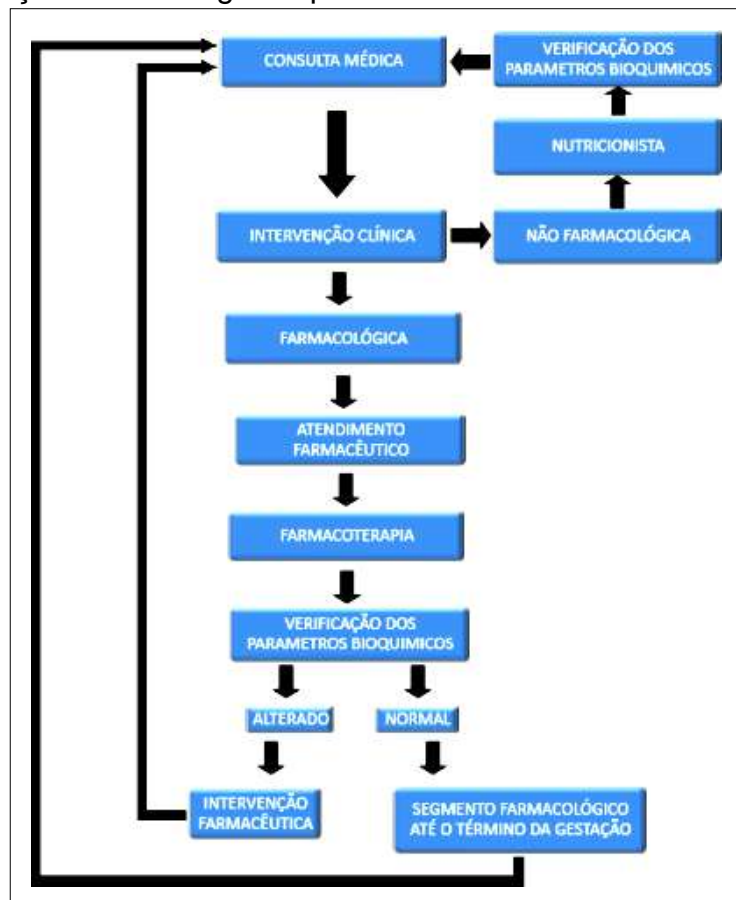 CONSULTA MÉDICA
VERIFICAÇÃO DOS
PARAMETROS BIOQUIMICOS
NUTRICIONISTA
INTERVENÇÃO CLÍNICA
NÃO FARMACOLÓGICA
FARMACOLÓGICA
ATENDIMENTO
FARMACÊUTICO
FARMACOTERAPIA
VERIFICAÇÃO DOS
PARAMETROS BIOQUIMICOS
ALTERADO
NORMAL
INTERVENÇÃO
FARMACÊUTICA
SEGMENTO FARMACOLÓGICO
ATÉ O TÉRMINO DA GESTAÇÃO